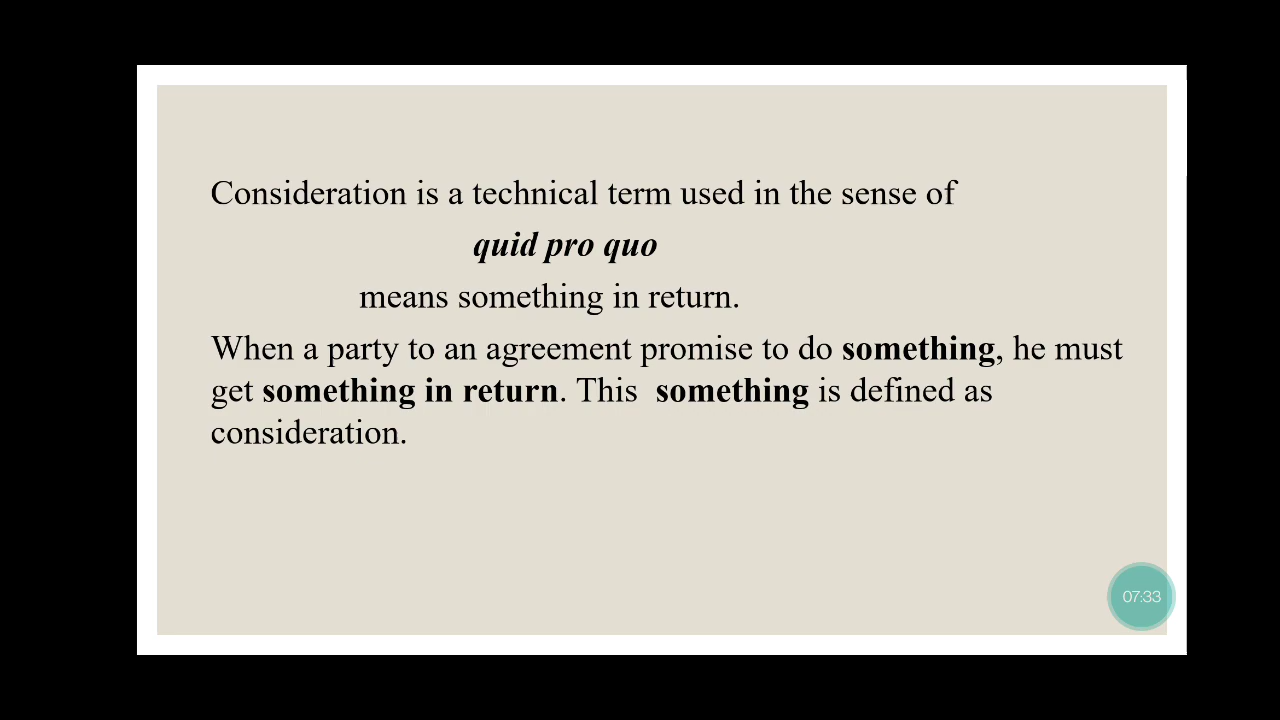 Consideration is a technical term used in the sense of
quid pro quo
means something in return.
When a party to an agreement promise to do something, he must
get something in return. This  something is defined as
consideration.
07:33